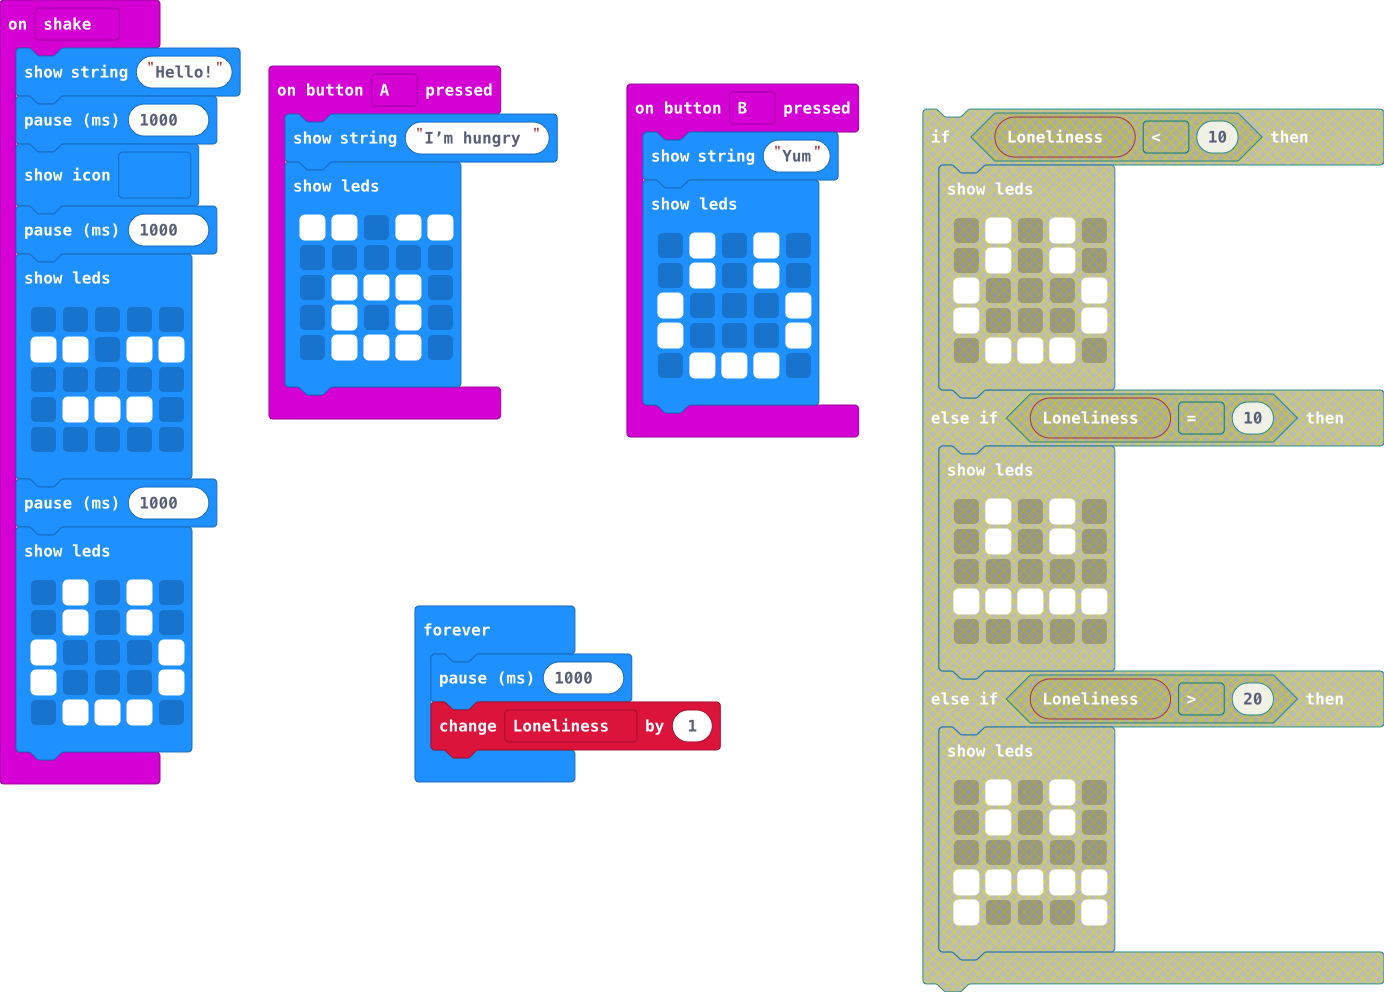 on shake
show string "Hello!"
pause (ms) 1000
show icon
pause (ms) 1000
show leds
pause (ms) 1000
show leds
on button A pressed
show string "I’m hungry "
show leds
on button B pressed
show string "Yum"
show leds
forever
pause (ms) 1000
change Loneliness by 1
if Loneliness < 10 then
show leds
else if Loneliness = 10 then
show leds
else if Loneliness > 20 then
show leds